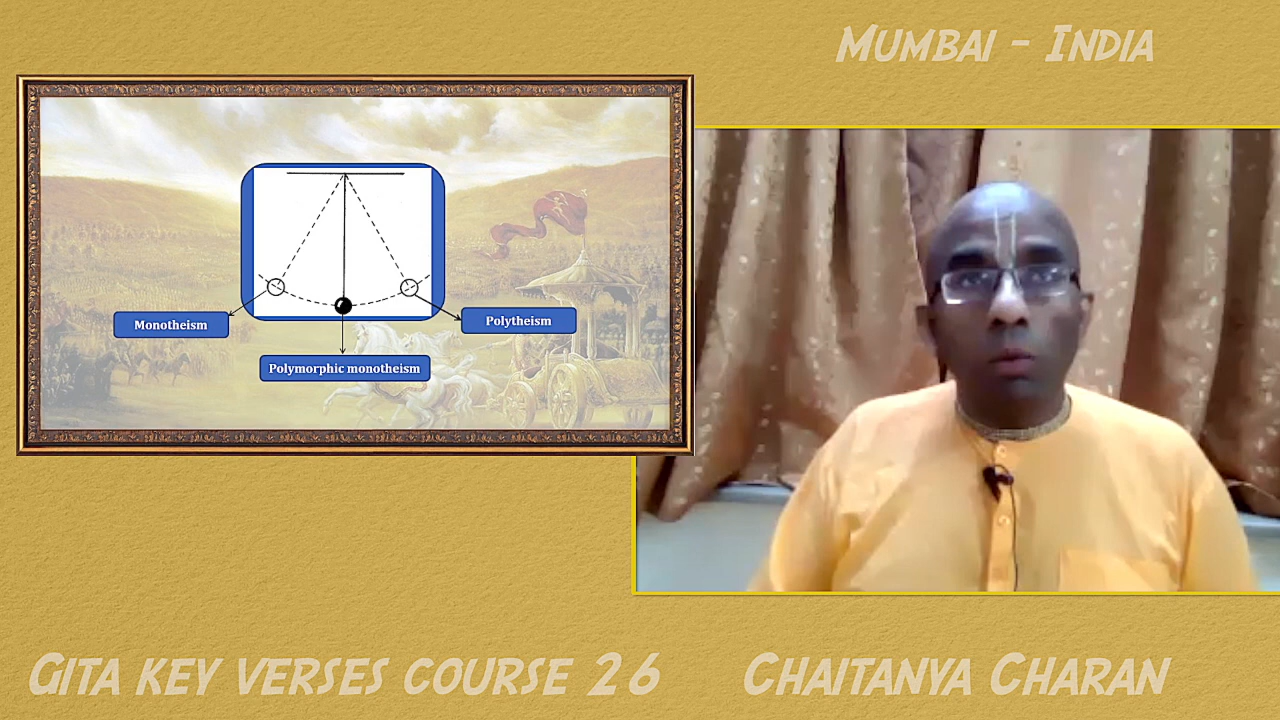 MUMBAI - INDIA
Monotheism
Polytheism
Polymorphic monotheism
GITA KEY VERSES COURSE 26
CHAITANYA CHARAN